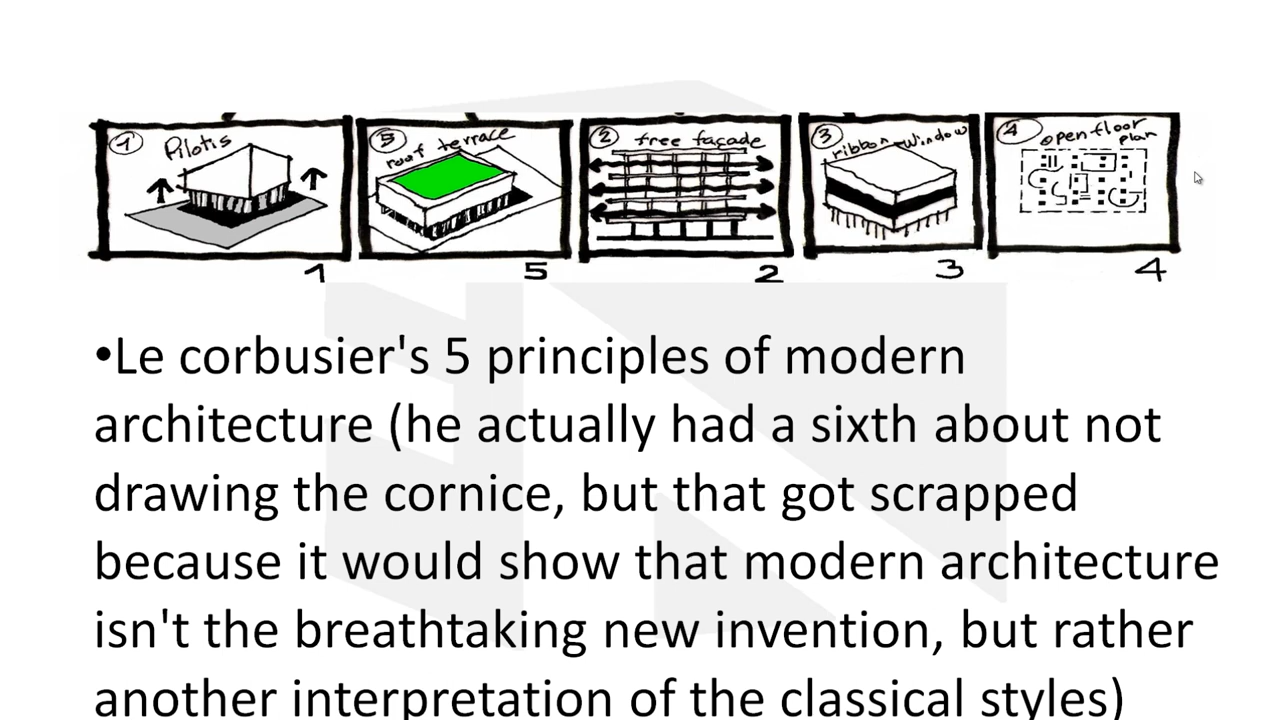 1 Pilotis
5 roof terrace
2 free façade
3 ribbon window
4 open floor
plan
1 5 2 3 4
•Le corbusier's 5 principles of modern
architecture (he actually had a sixth about not
drawing the cornice, but that got scrapped
because it would show that modern architecture
isn't the breathtaking new invention, but rather
another interpretation of the classical styles)